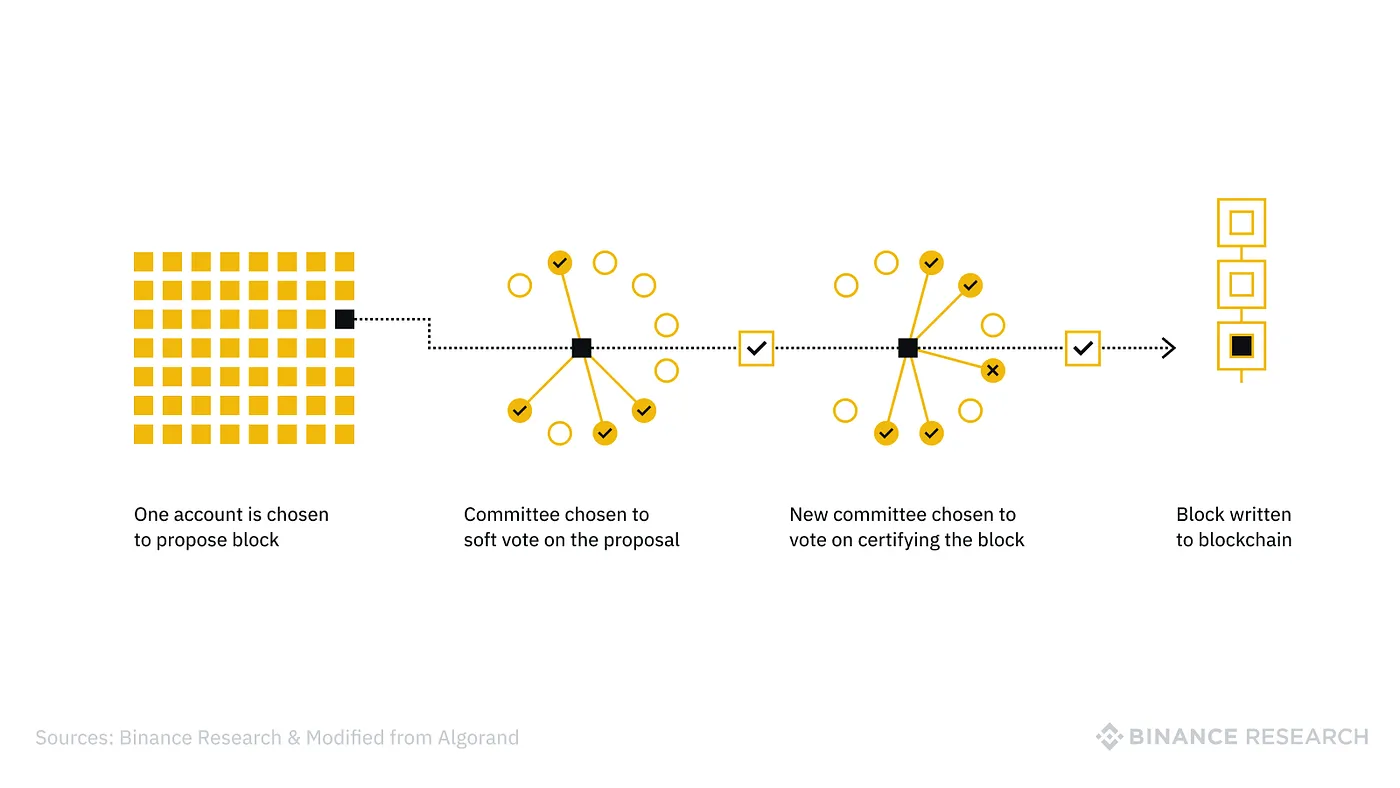 One account is chosen
to propose block
Committee chosen to
soft vote on the proposal
New committee chosen to
vote on certifying the block
Block written
to blockchain
Sources: Binance Research & Modified from Algorand
BINANCE RESEARCH